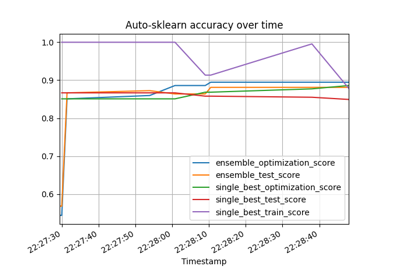 Auto-sklearn accuracy over time
1.0
0.9
0.8
0.7
0.6
ensemble_optimization_score
ensemble_test_score
single_best_optimization_score
single_best_test_score
single_best_train_score
22:27:30
22:27:40
22:27:50
22:28:00
22:28:10
22:28:20
22:28:30
22:28:40
Timestamp